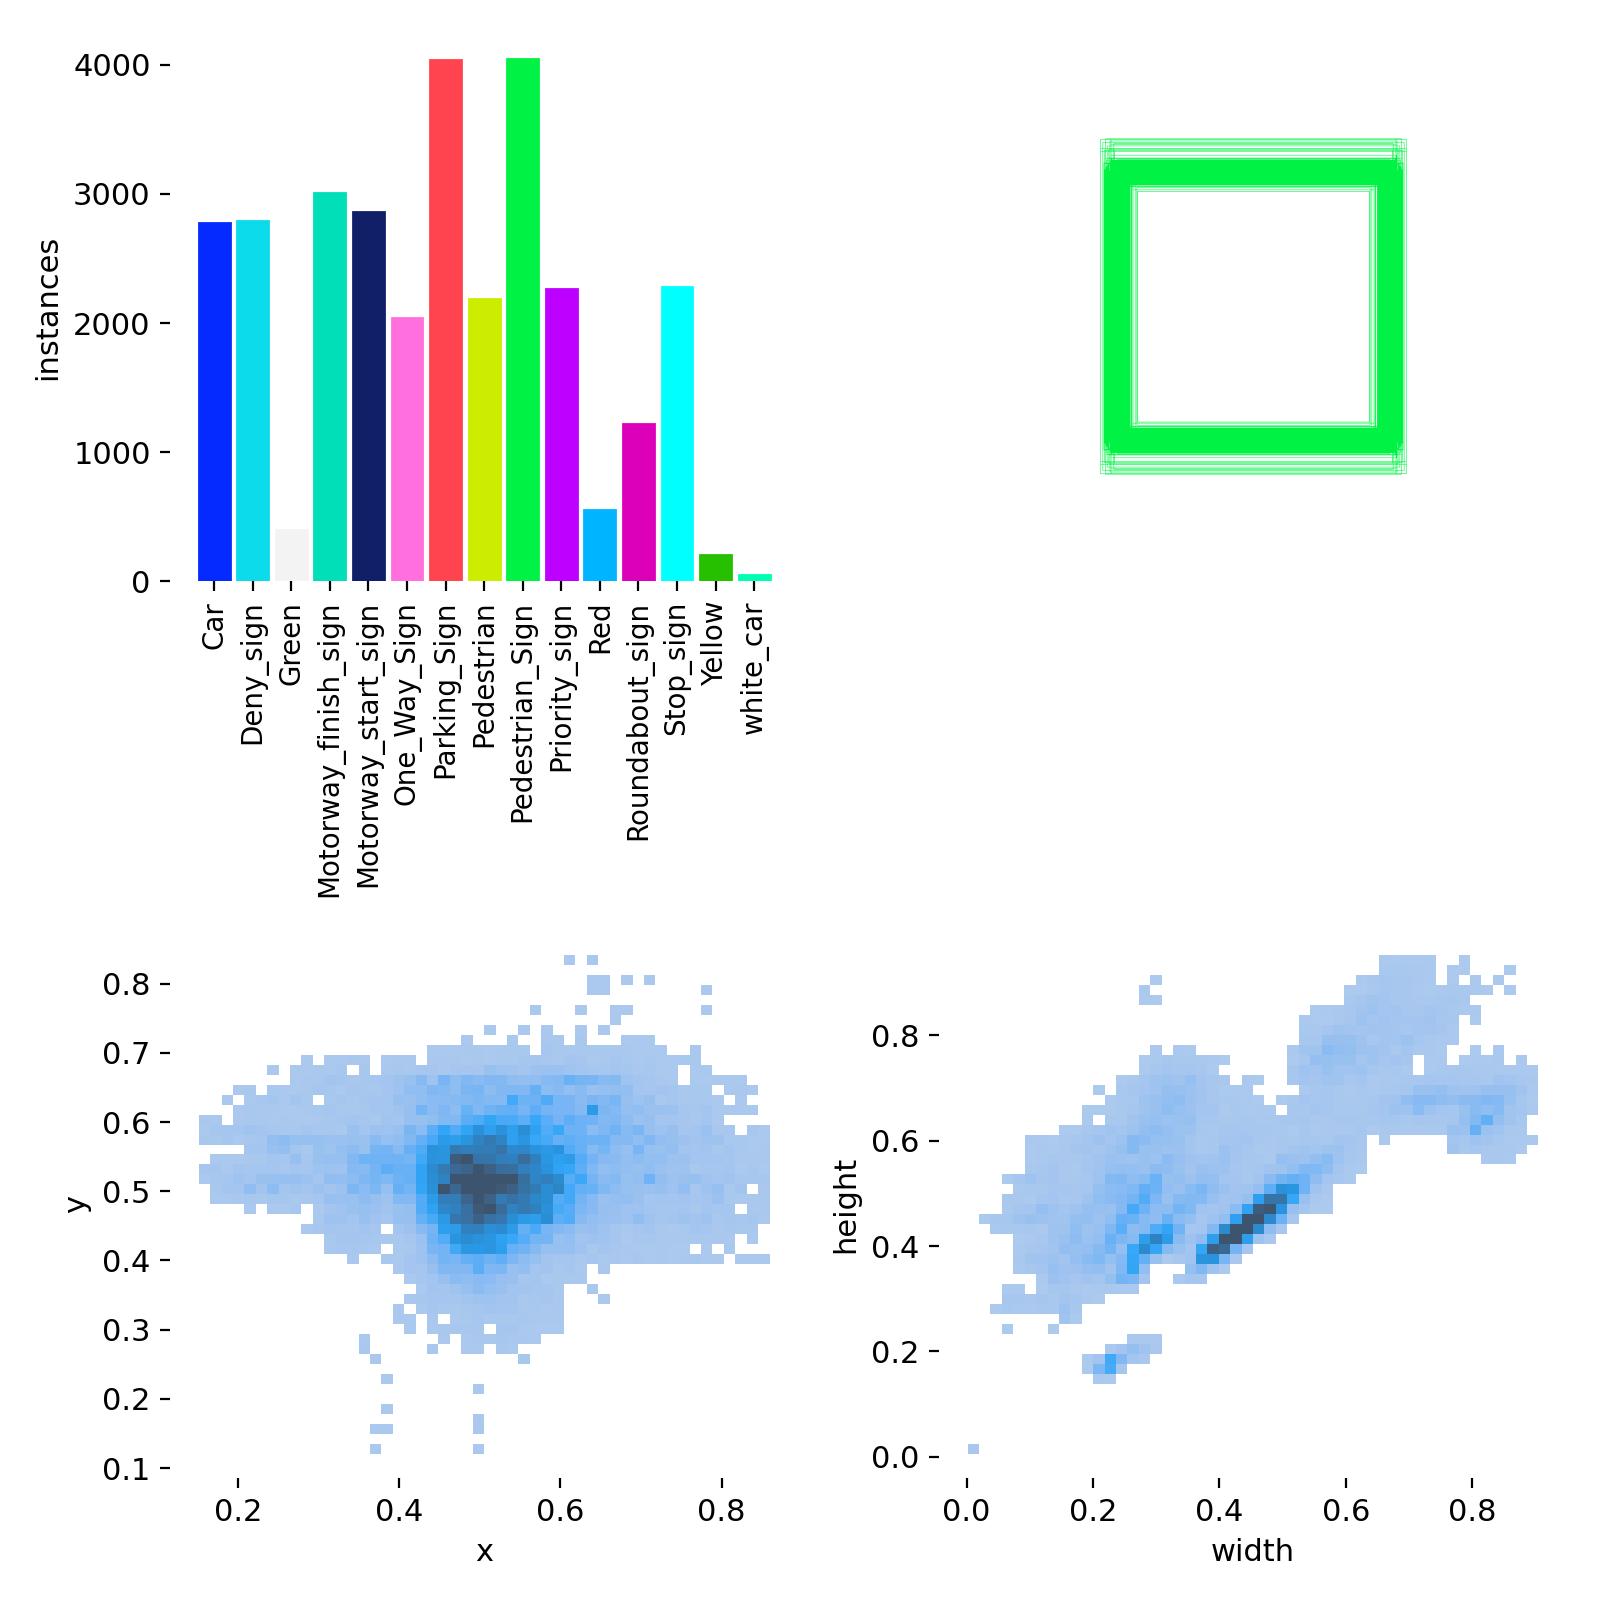 instances
4000
3000
2000
1000
0
Car
Deny_sign
Green
Motorway_finish_sign
Motorway_start_sign
One_Way_Sign
Parking_Sign
Pedestrian
Pedestrian_Sign
Priority_sign
Red
Roundabout_sign
Stop_sign
Yellow
white_car
y
0.8
0.7
0.6
0.5
0.4
0.3
0.2
0.1
0.2 0.4 0.6 0.8
x
height
0.8
0.6
0.4
0.2
0.0
0.0 0.2 0.4 0.6 0.8
width